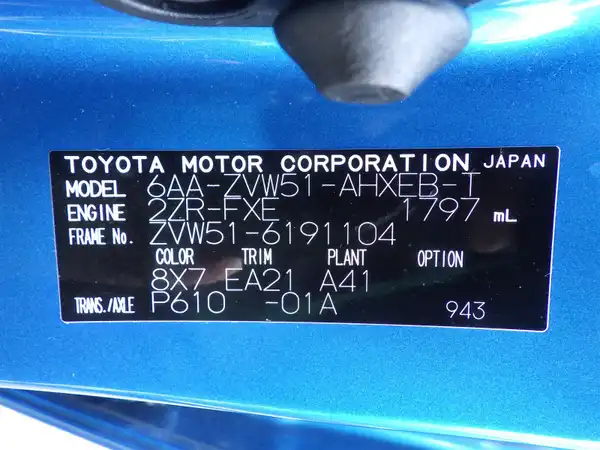 TOYOTA MOTOR CORPORATION JAPAN
MODEL 6AA-ZVW51-AHXEB-T
ENGINE 2ZR-FXE 1797 mL
FRAME No. ZVW51-6191104
COLOR TRIM PLANT OPTION
8X7 EA21 A41
TRANS./AXLE P610 -01A 943